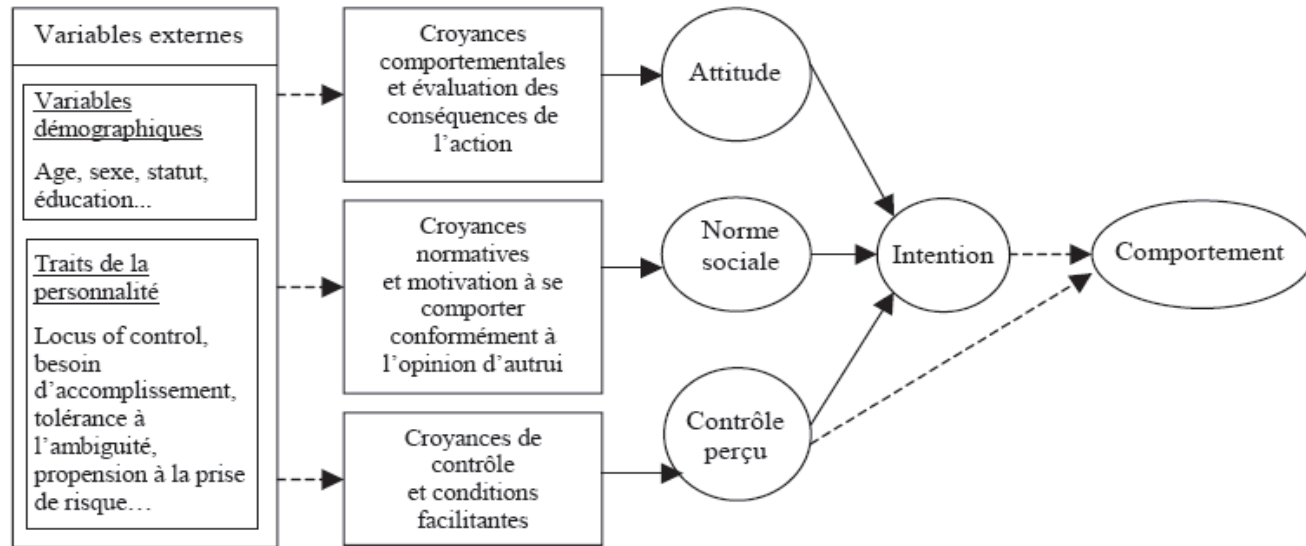 Variables externes
Variables
démographiques
Age, sexe, statut,
éducation...
Traits de la
personnalité
Locus of control,
besoin
d’accomplissement,
tolérance à
l’ambiguité,
propension à la prise
de risque…
Croyances
comportementales
et évaluation des
conséquences de
l’action
Croyances
normatives
et motivation à se
comporter
conformément à
l’opinion d’autrui
Croyances de
contrôle
et conditions
facilitantes
Attitude
Norme
sociale
Contrôle
perçu
Intention
Comportement